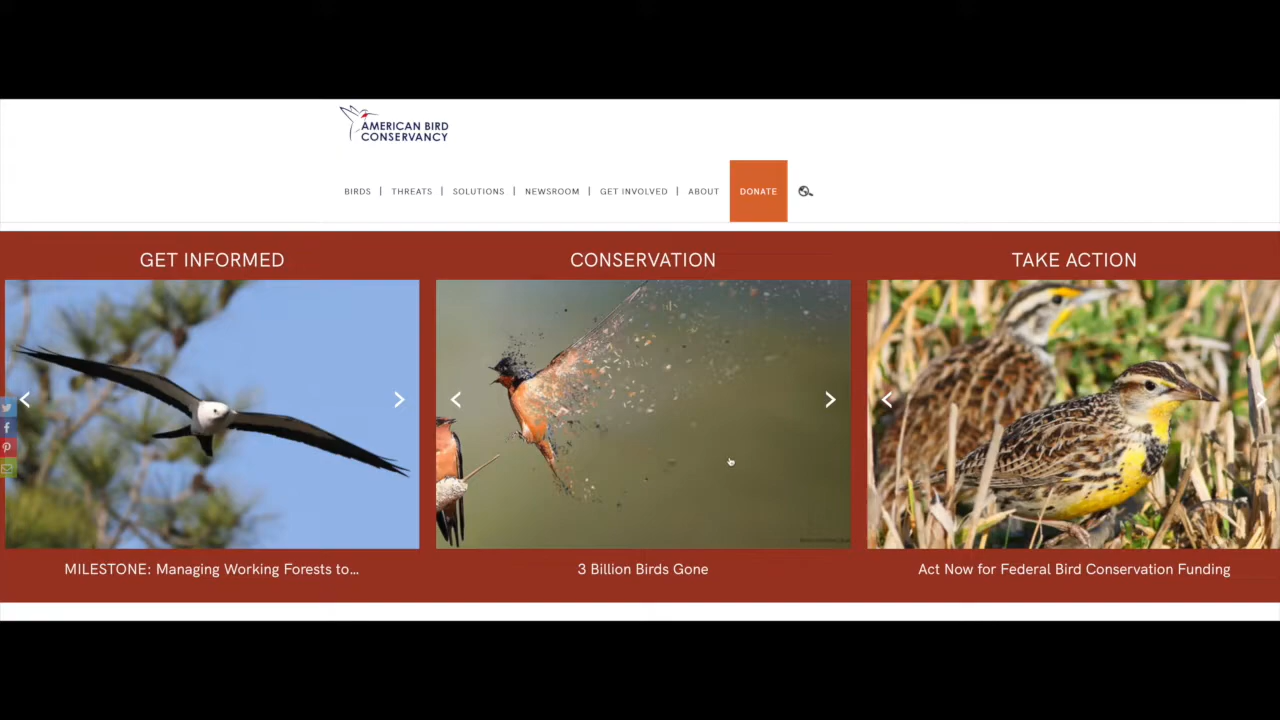 AMERICAN BIRD
CONSERVANCY
BIRDS | THREATS | SOLUTIONS | NEWSROOM | GET INVOLVED | ABOUT DONATE
GET INFORMED
CONSERVATION
TAKE ACTION
MILESTONE: Managing Working Forests to...
3 Billion Birds Gone
Act Now for Federal Bird Conservation Funding